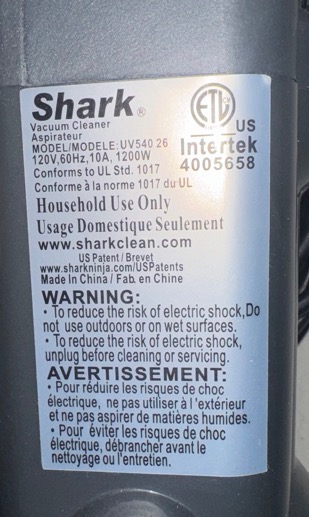 Shark®
Vacuum Cleaner
Aspirateur
MODEL/MODELE:UV540 26
120V,60Hz,10A, 1200W
Conforms to UL Std. 1017
Conforme à la norme 1017 du UL
ETL CM
US
Intertek
4005658
Household Use Only
Usage Domestique Seulement
www.sharkclean.com
US Patent / Brevet
www.sharkninja.com/USPatents
Made In China / Fab. en Chine
WARNING:
· To reduce the risk of electric shock,Do
not use outdoors or on wet surfaces.
· To reduce the risk of electric shock,
unplug before cleaning or servicing.
AVERTISSEMENT:
· Pour réduire les risques de choc
électrique, ne pas utiliser à l'extérieur
et ne pas aspirer de matières humides.
· Pour éviter les risques de choc
électrique, débrancher avant le
nettoyage ou l'entretien.